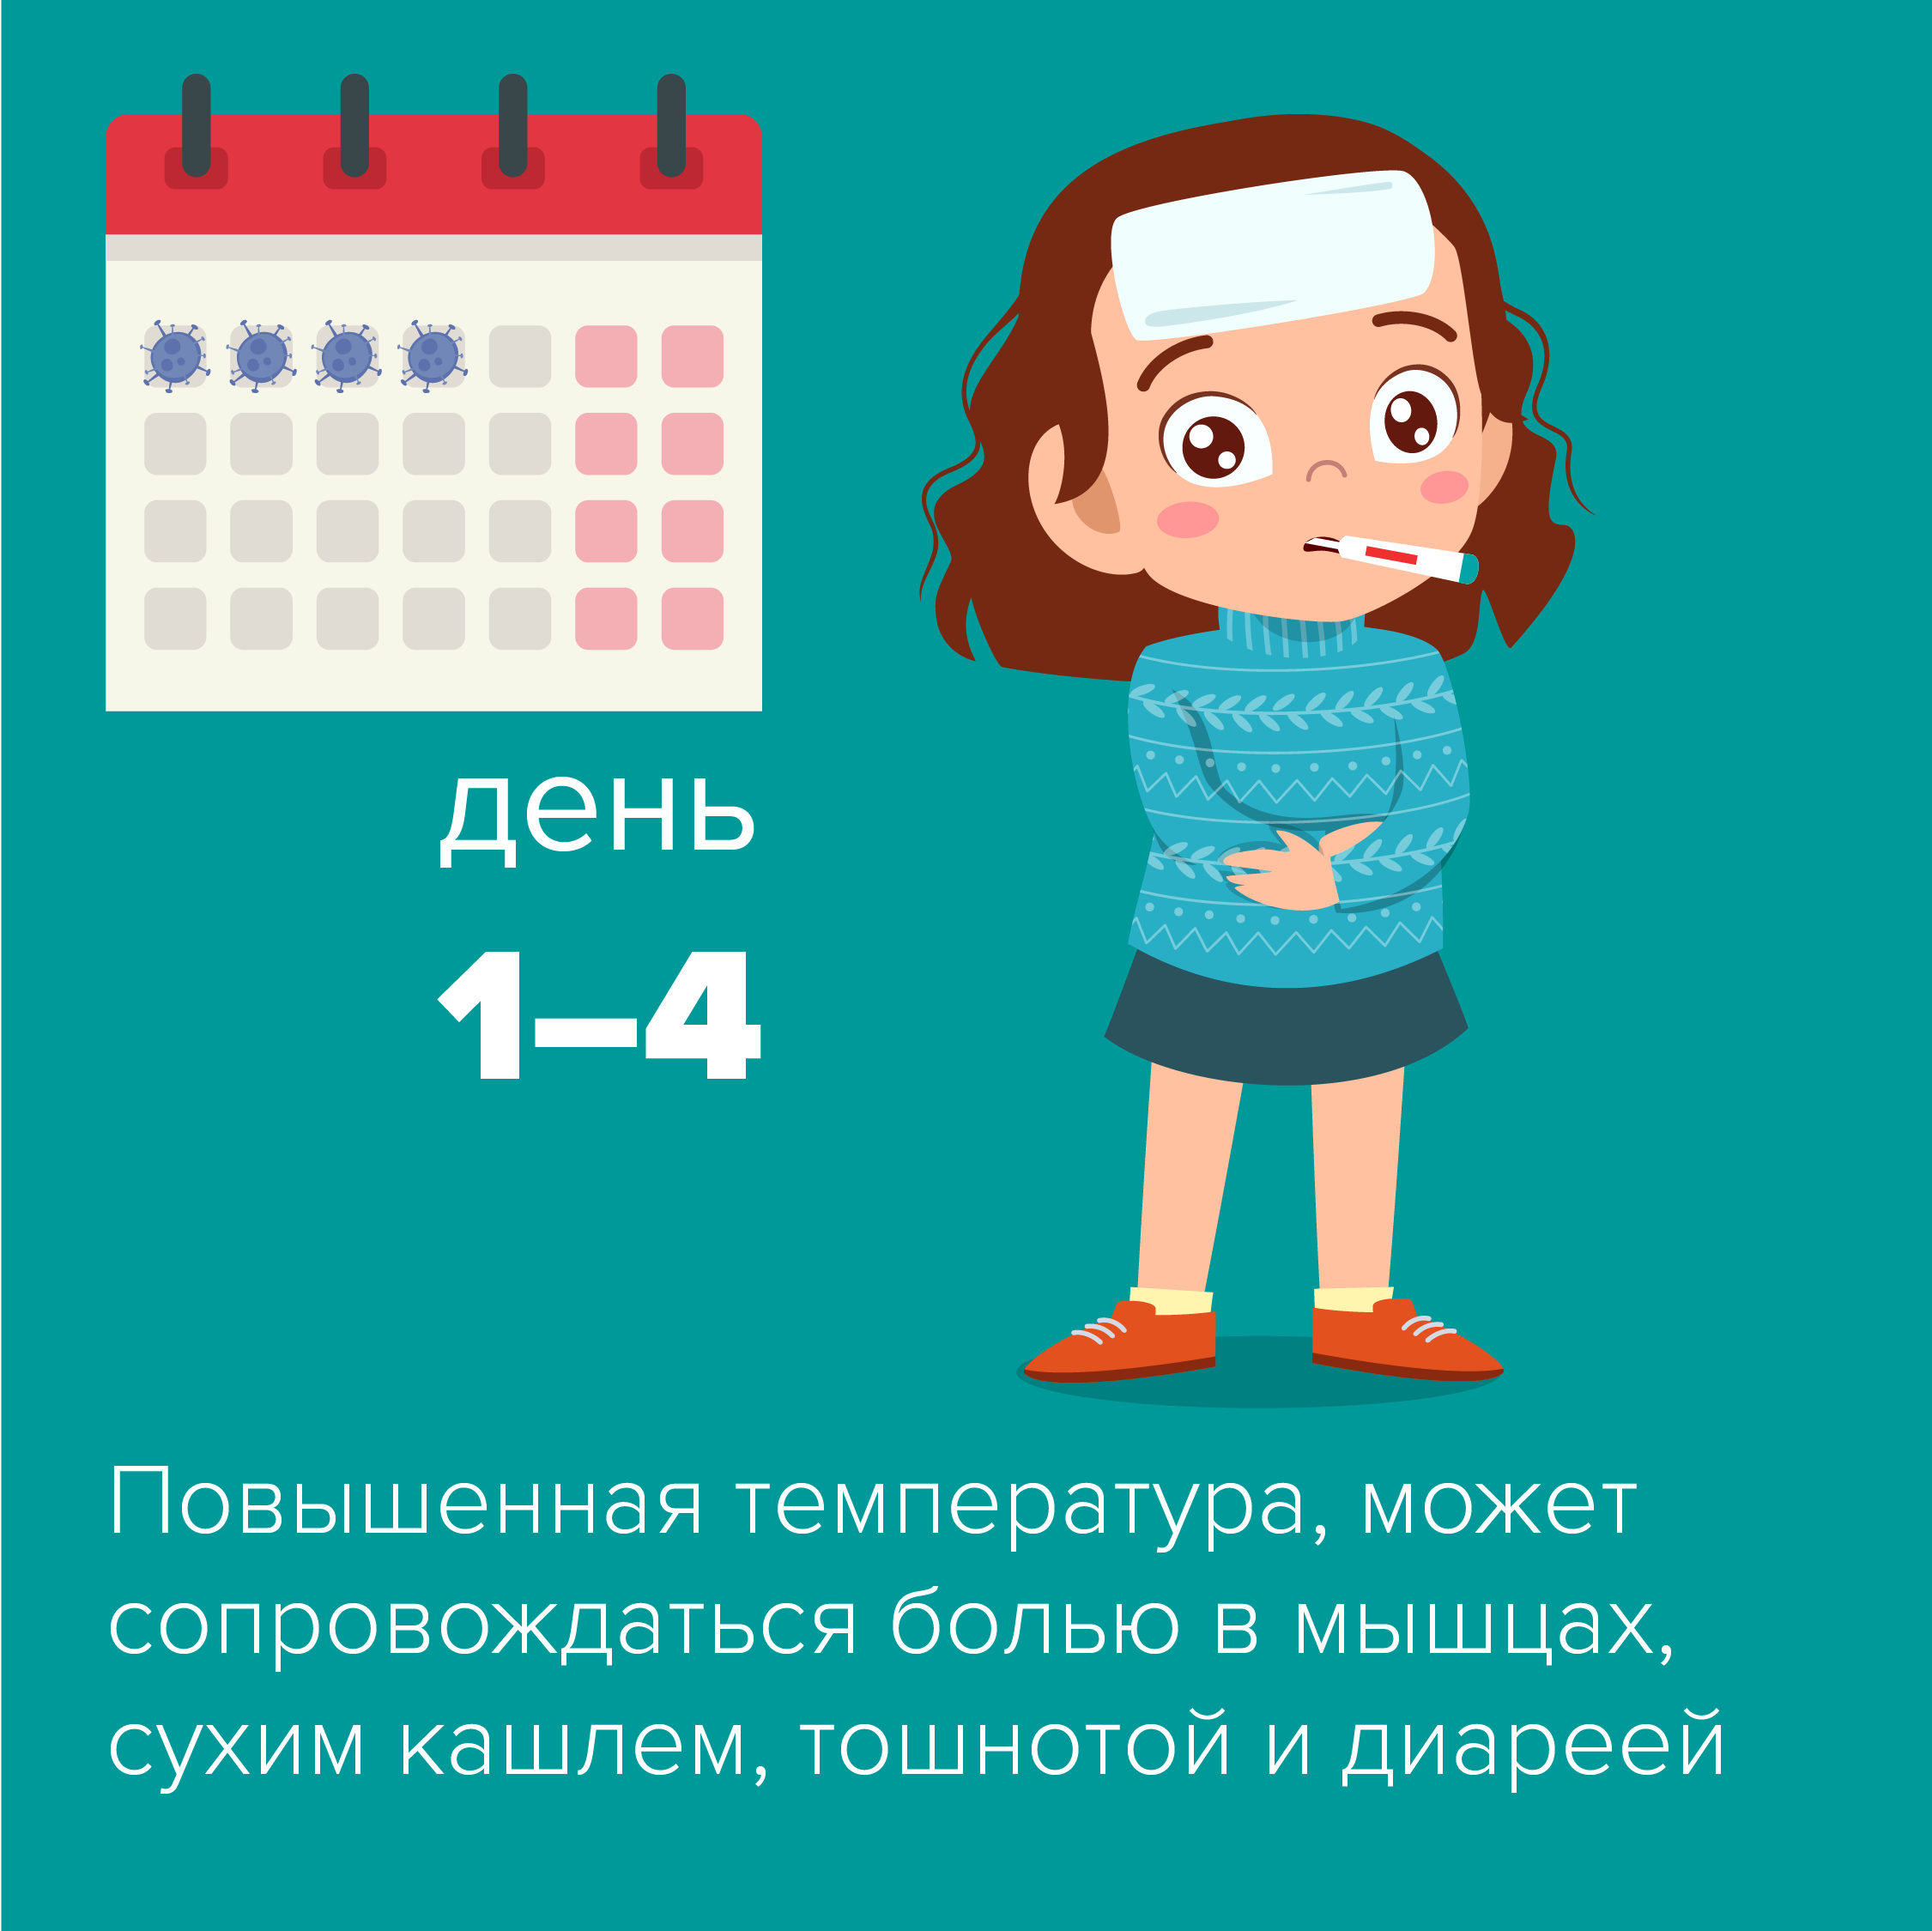 день
1–4
Повышенная температура, может
сопровождаться болью в мышцах,
сухим кашлем, тошнотой и диареей